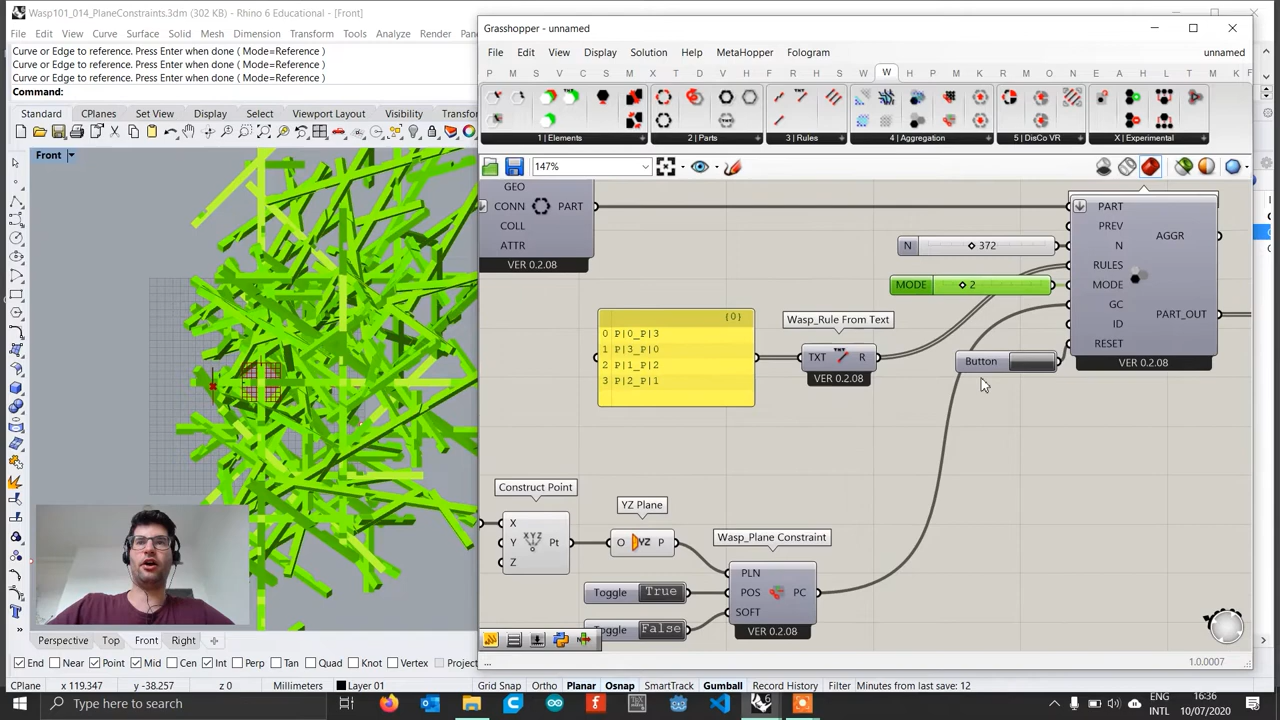 Wasp101_014_PlaneConstraints.3dm (302 KB) - Rhino 6 Educational - [Front]
File Edit View Curve Surface Solid Mesh Dimension Transform Tools Analyze Render Pane
Curve or Edge to reference. Press Enter when done ( Mode=Reference )
Curve or Edge to reference. Press Enter when done ( Mode=Reference )
Curve or Edge to reference. Press Enter when done ( Mode=Reference )
Command:
Standard CPlanes Set View Display Select Viewport Layout Visibility Transfo
Front
Grasshopper - unnamed
File Edit View Display Solution Help MetaHopper Fologram unnamed
P M S V C S M X I T D V R F R M T W W H P M K X M L N E A L H R C M K F
1 | Elements 2 | Parts 3 | Rules 4 | Aggregation 5 | DisCo VR X | Experimental
147%
GEO
CONN PART
COLL
ATTR
VER 0.2.08
N 372
MODE 2
PART
PREV
N
RULES
MODE
GC
ID
RESET
AGGR
PART_OUT
VER 0.2.08
{0}
0 P|0_P|3
1 P|3_P|0
2 P|1_P|2
3 P|2_P|1
Wasp_Rule From Text
TXT R
VER 0.2.08
Button
Construct Point
X
Y Pt
Z
YZ Plane
O YZ P
Wasp_Plane Constraint
PLN
POS PC
SOFT
VER 0.2.08
Toggle True
Toggle False
...
1.0.0007
Perspective Top Front Right
End Near Point Mid Cen Int Perp Tan Quad Knot Vertex Project
CPlane x 119.347 y -38.257 z 0 Millimeters Layer 01 Grid Snap Ortho Planar Osnap SmartTrack Gumball Record History Filter Minutes from last save: 12
Type here to search
ENG
INTL
16:36
10/07/2020